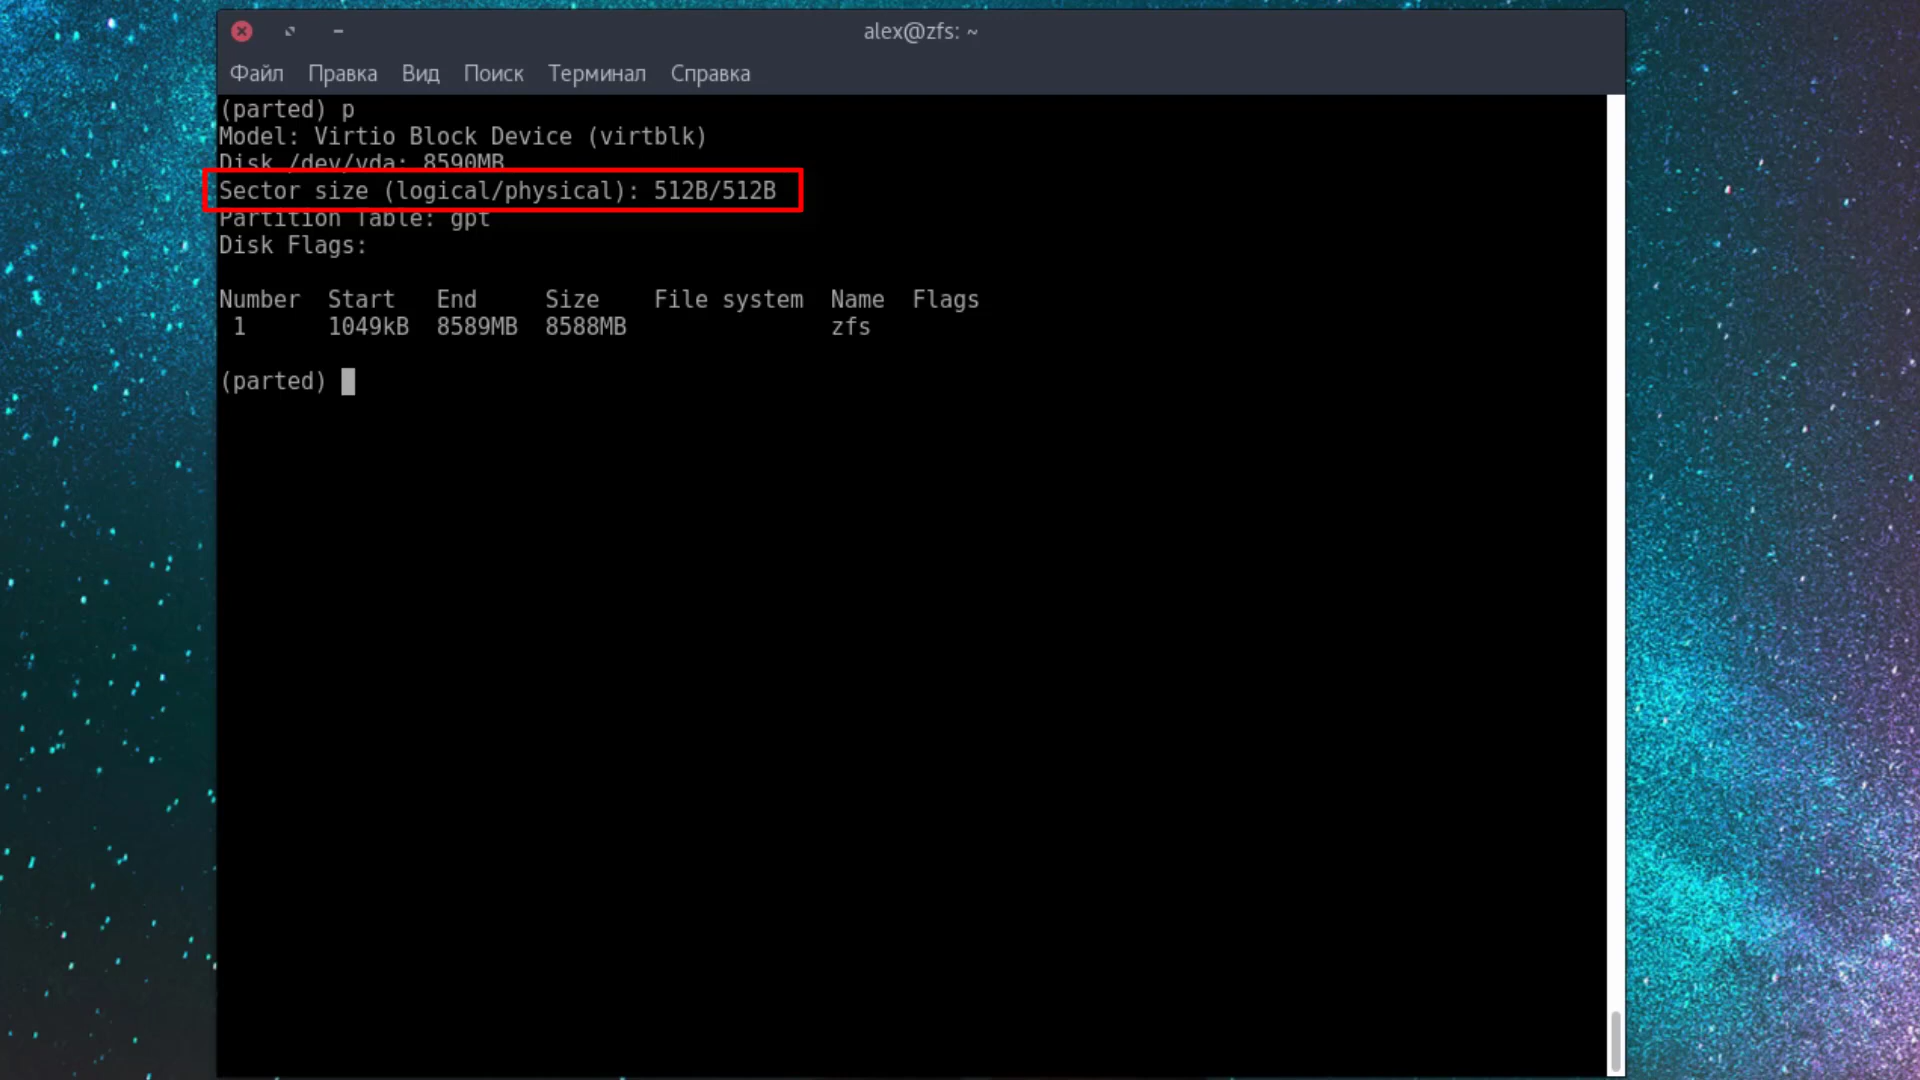 alex@zfs: ~
Файл Правка Вид Поиск Терминал Справка
(parted) p
Model: Virtio Block Device (virtblk)
Disk /dev/vda: 8590MB
Sector size (logical/physical): 512B/512B
Partition Table: gpt
Disk Flags:
Number Start End Size File system Name Flags
1 1049kB 8589MB 8588MB zfs
(parted)